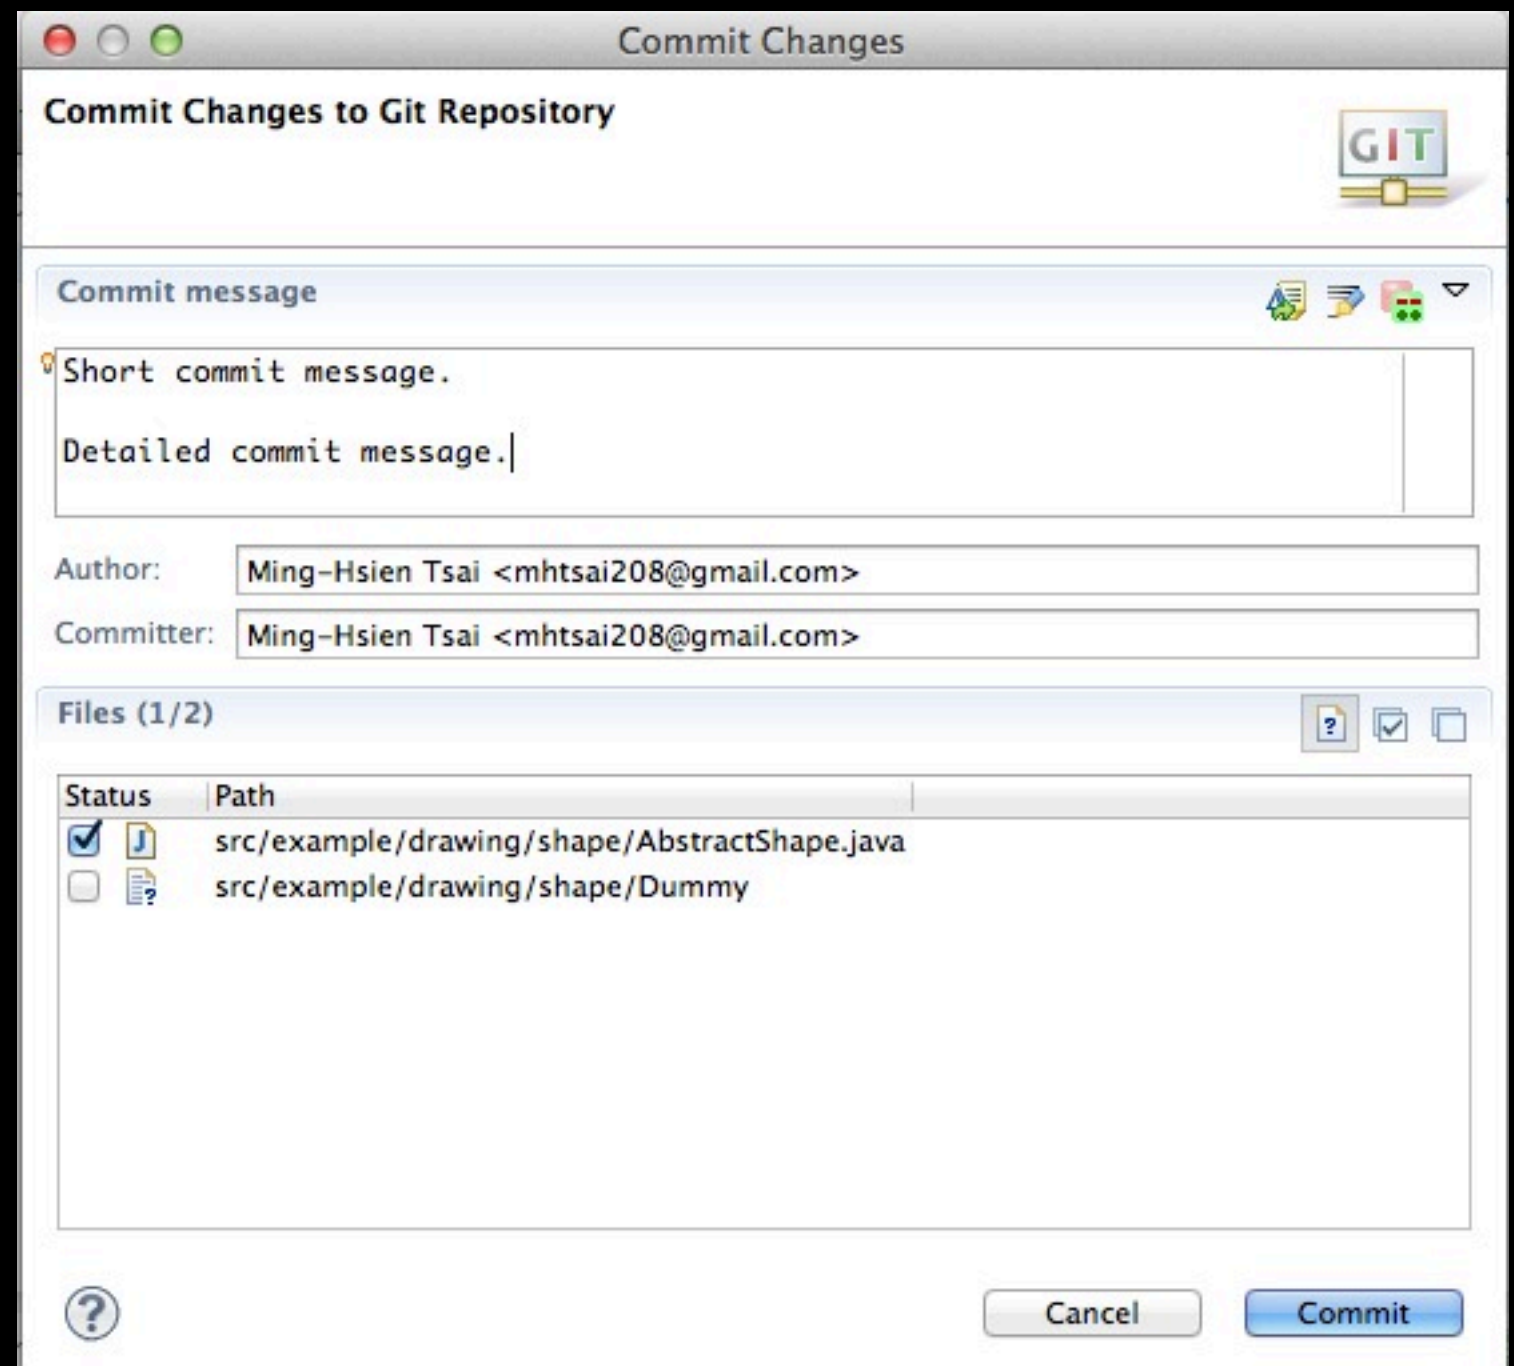 Commit Changes
Commit Changes to Git Repository
GIT
Commit message
Short commit message.
Detailed commit message.
Author: Ming-Hsien Tsai <mhtsai208@gmail.com>
Committer: Ming-Hsien Tsai <mhtsai208@gmail.com>
Files (1/2)
Status Path
src/example/drawing/shape/AbstractShape.java
src/example/drawing/shape/Dummy
Cancel Commit